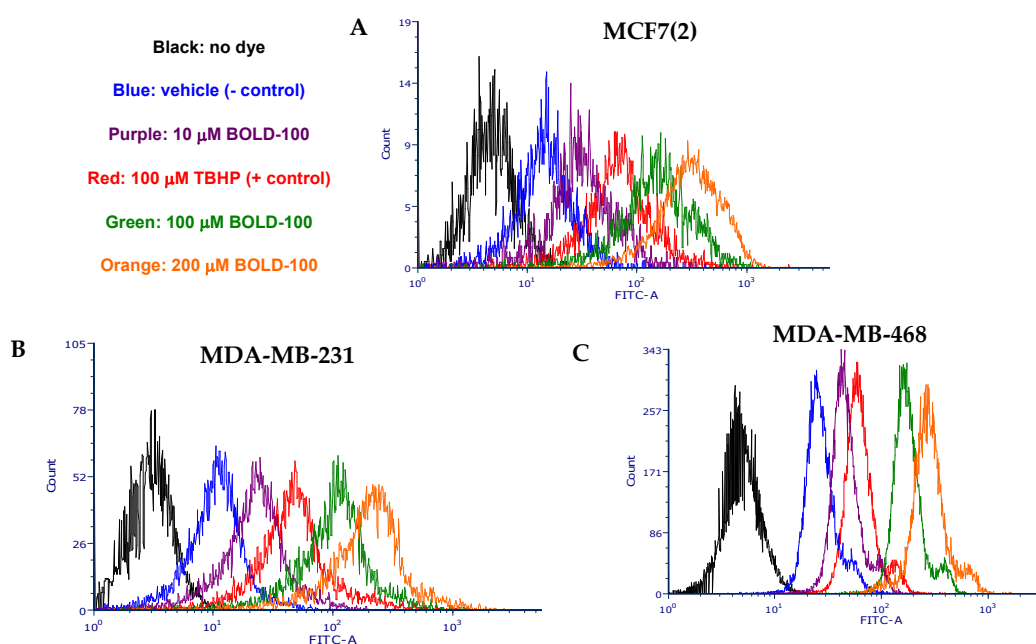 A
MCF7(2)
Black: no dye
Blue: vehicle (- control)
Purple: 10 μM BOLD-100
Red: 100 μM TBHP (+ control)
Green: 100 μM BOLD-100
Orange: 200 μM BOLD-100
19
14
9
5
0
Count
10⁰ 10¹ 10² 10³
FITC-A
B
MDA-MB-231
105
78
52
26
0
Count
10⁰ 10¹ 10² 10³
FITC-A
C
MDA-MB-468
343
257
171
86
0
Count
10⁰ 10¹ 10² 10³
FITC-A